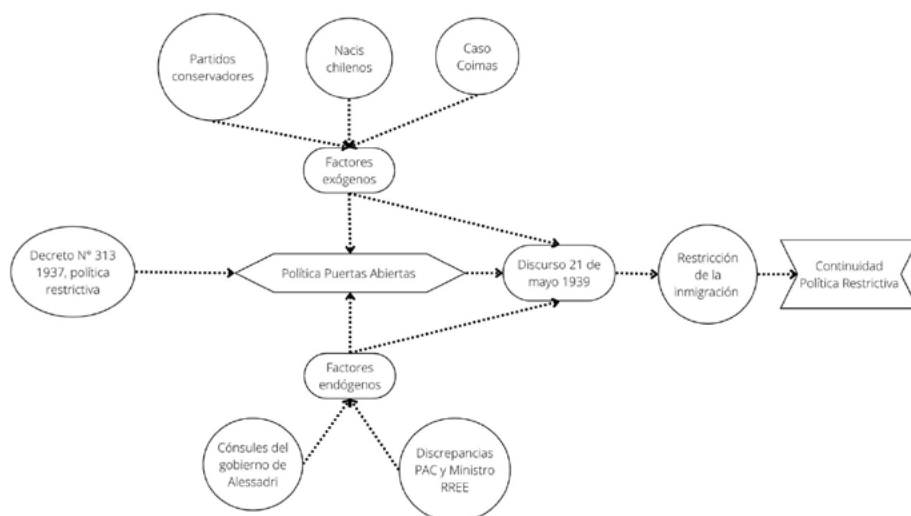 Partidos
conservadores
Nacis
chilenos
Caso
Coimas
Factores
exógenos
Decreto N° 313
1937, política
restrictiva
Política Puertas Abiertas
Discurso 21 de
mayo 1939
Restricción
de la
inmigración
Continuidad
Política Restrictiva
Factores
endógenos
Cónsules del
gobierno de
Alessadri
Discrepancias
PAC y Ministro
RREE